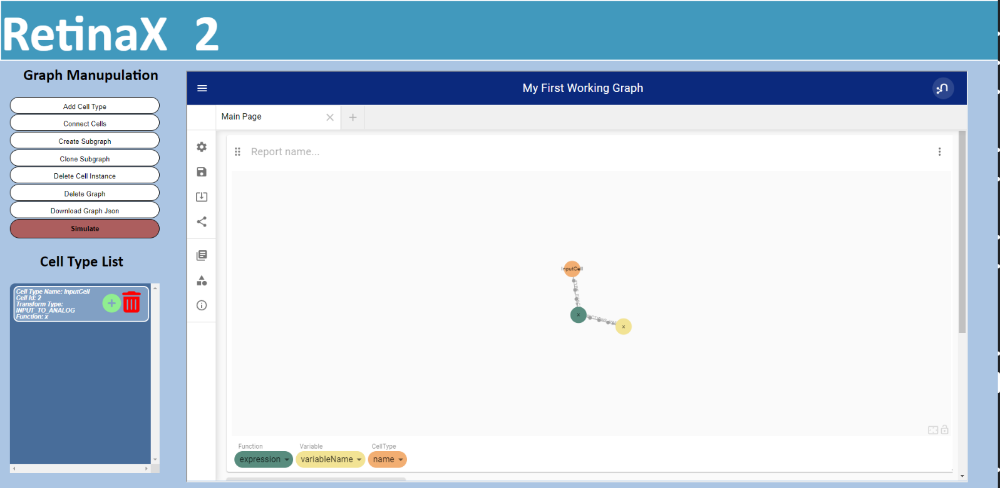 RetinaX 2
Graph Manupulation
Add Cell Type
Connect Cells
Create Subgraph
Clone Subgraph
Delete Cell Instance
Delete Graph
Download Graph Json
Simulate
Cell Type List
Cell Type Name: InputCell
Cell Id: 2
Transform Type:
INPUT_TO_ANALOG
Function: x
My First Working Graph
Main Page
Report name...
InputCell
x
x
Function
Variable
CellType
expression
variableName
name